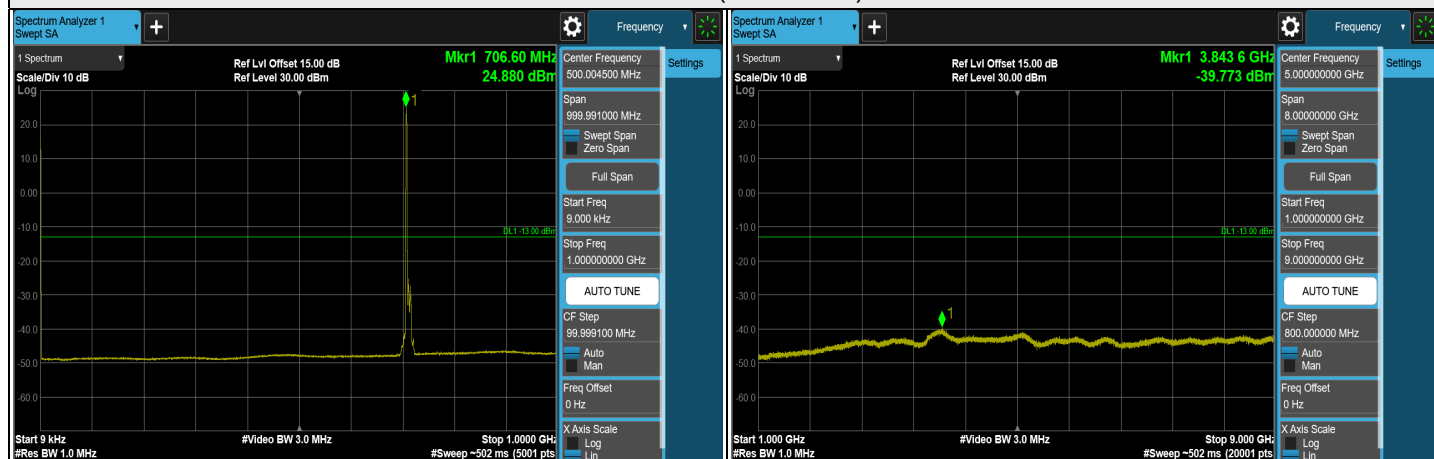 Spectrum Analyzer 1
Swept SA
+
Frequency
1 Spectrum
Ref Lvl Offset 15.00 dB
Mkr1 706.60 MHz
Scale/Div 10 dB
Ref Level 30.00 dBm
24.880 dBm
Log
1
20.0
10.0
0.00
-10.0
DL1 -13.00 dBm
-20.0
-30.0
-40.0
-50.0
-60.0
Start 9 kHz
#Video BW 3.0 MHz
Stop 1.0000 GHz
#Res BW 1.0 MHz
#Sweep ~502 ms (5001 pts
Center Frequency
500.004500 MHz
Settings
Span
999.991000 MHz
Swept Span
Zero Span
Full Span
Start Freq
9.000 kHz
Stop Freq
1.000000000 GHz
AUTO TUNE
CF Step
99.999100 MHz
Auto
Man
Freq Offset
0 Hz
X Axis Scale
Log
Lin
Spectrum Analyzer 1
Swept SA
+
Frequency
1 Spectrum
Ref Lvl Offset 15.00 dB
Mkr1 3.843 6 GHz
Scale/Div 10 dB
Ref Level 30.00 dBm
-39.773 dBm
Log
1
20.0
10.0
0.00
-10.0
DL1 -13.00 dBm
-20.0
-30.0
-40.0
-50.0
-60.0
Start 1.000 GHz
#Video BW 3.0 MHz
Stop 9.000 GHz
#Res BW 1.0 MHz
#Sweep ~502 ms (20001 pts
Center Frequency
5.00000000 GHz
Settings
Span
8.00000000 GHz
Swept Span
Zero Span
Full Span
Start Freq
1.000000000 GHz
Stop Freq
9.000000000 GHz
AUTO TUNE
CF Step
800.000000 MHz
Auto
Man
Freq Offset
0 Hz
X Axis Scale
Log
Lin